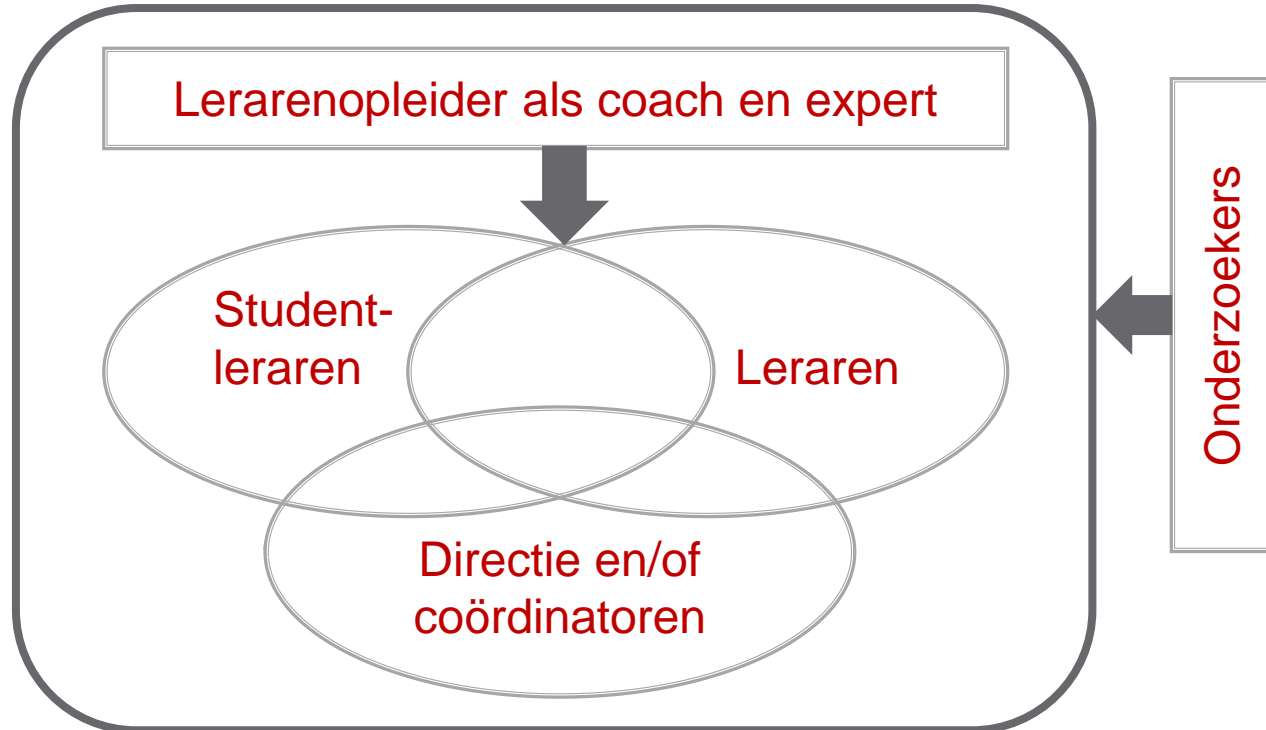 Lerarenopleider als coach en expert
Student-
leraren
Leraren
Directie en/of
coördinatoren
Onderzoekers